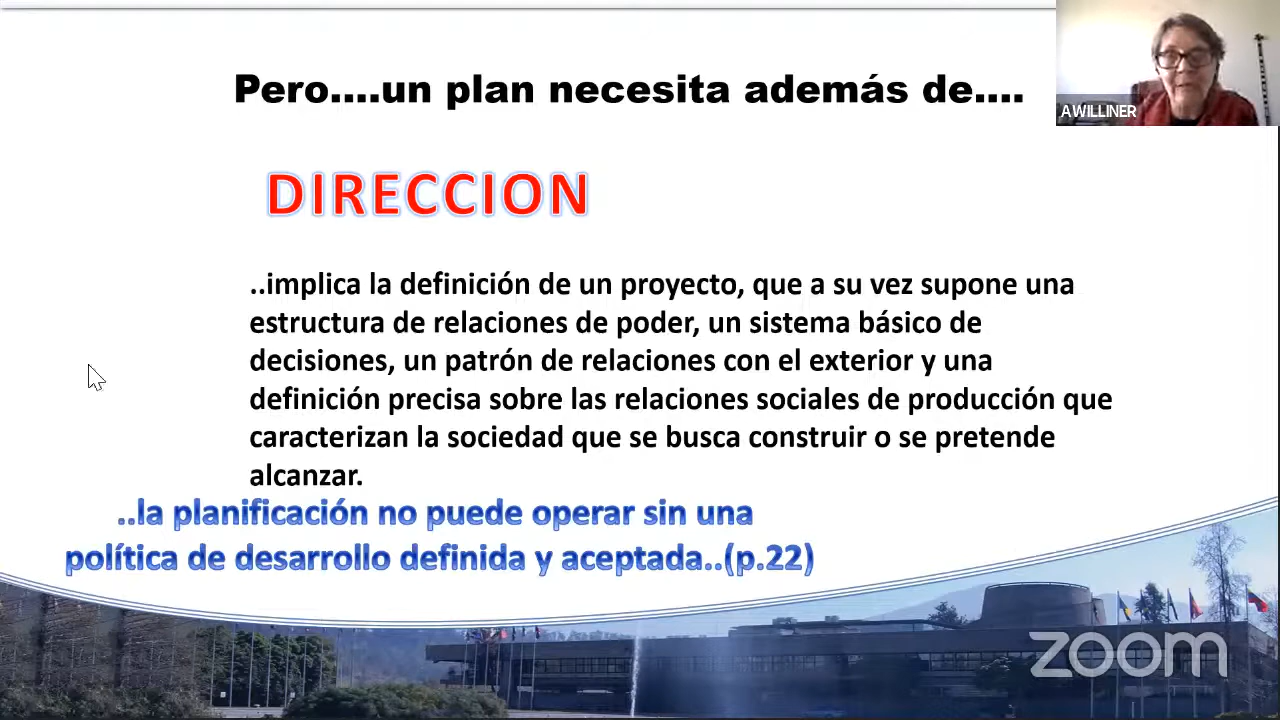 Pero....un plan necesita además de....
AWILLINER
DIRECCION
..implica la definición de un proyecto, que a su vez supone una
estructura de relaciones de poder, un sistema básico de
decisiones, un patrón de relaciones con el exterior y una
definición precisa sobre las relaciones sociales de producción que
caracterizan la sociedad que se busca construir o se pretende
alcanzar.
..la planificación no puede operar sin una
política de desarrollo definida y aceptada..(p.22)
zoom